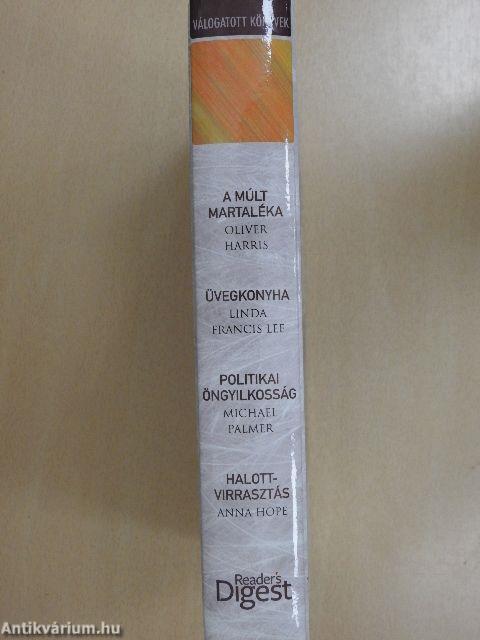 VÁLOGATOTT KÖNYVEK
A MÚLT
MARTALÉKA
OLIVER
HARRIS
ÜVEGKONYHA
LINDA
FRANCIS LEE
POLITIKAI
ÖNGYILKOSSÁG
MICHAEL
PALMER
HALOTT-
VIRRASZTÁS
ANNA HOPE
Reader's
Digest
Antikvárium.hu